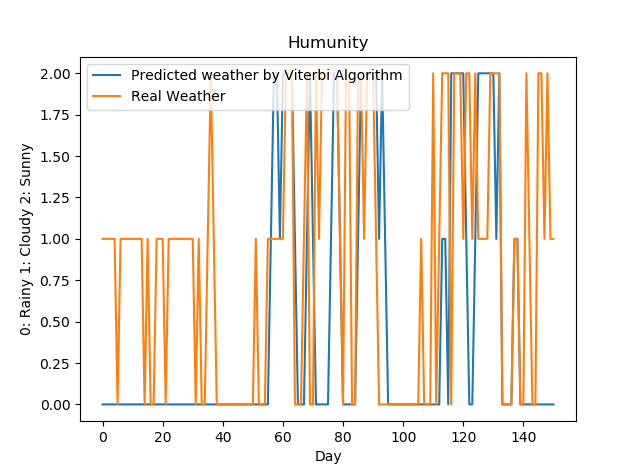 Humunity
Predicted weather by Viterbi Algorithm
Real Weather
2.00
1.75
1.50
1.25
1.00
0.75
0.50
0.25
0.00
0: Rainy 1: Cloudy 2: Sunny
0 20 40 60 80 100 120 140
Day